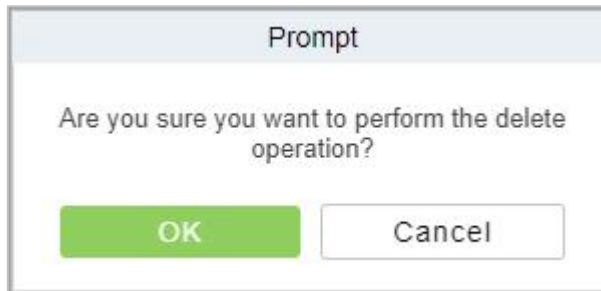 Prompt
Are you sure you want to perform the delete
operation?
OK
Cancel